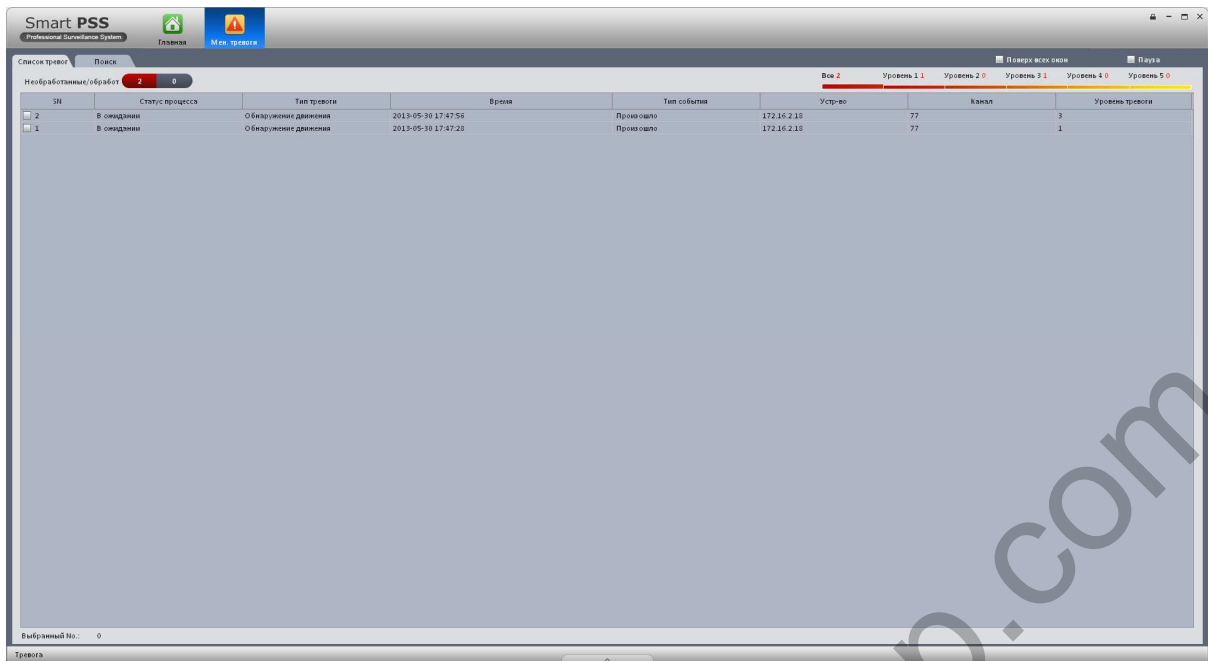 Smart PSS
Professional Surveillance System
Главная
Мен. тревоги
Список тревог
Поиск
Поверх всех окон
Пауза
Необработанные/обработ 2 0
Все 2 Уровень 1 1 Уровень 2 0 Уровень 3 1 Уровень 4 0 Уровень 5 0
SN Статус процесса Тип тревоги Время Тип события Устр-во Канал Уровень тревоги
2 В ожидании Обнаружение движения 2013-05-30 17:47:56 Произошло 172.16.2.18 77 3
1 В ожидании Обнаружение движения 2013-05-30 17:47:28 Произошло 172.16.2.18 77 1
Выбранный No.: 0
Тревога
.com